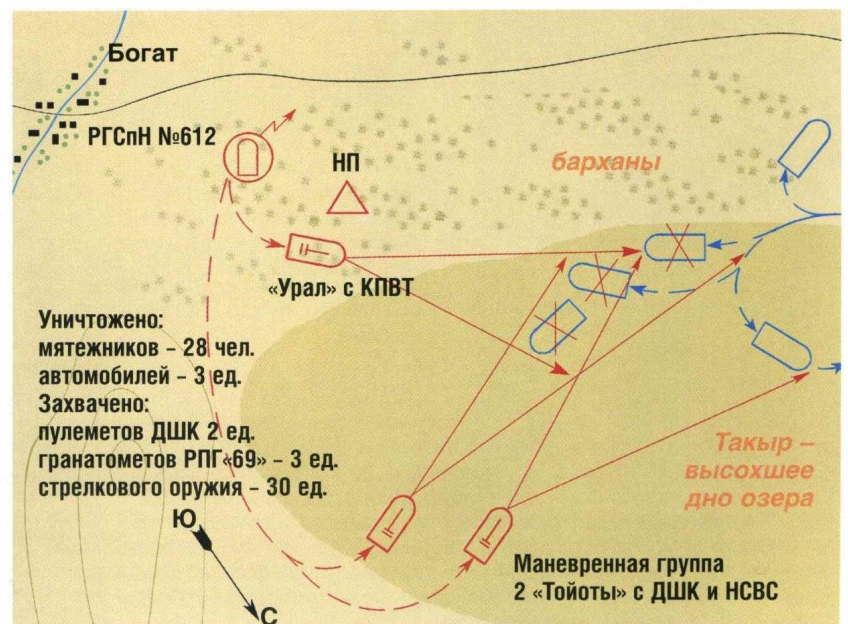 Богат
РГСпН №612
НП
барханы
«Урал» с КПВТ
Уничтожено:
мятежников – 28 чел.
автомобилей – 3 ед.
Захвачено:
пулеметов ДШК 2 ед.
гранатометов РПГ«69» – 3 ед.
стрелкового оружия – 30 ед.
Такыр –
высохшее
дно озера
Ю
С
Маневренная группа
2 «Тойоты» с ДШК и НСВС